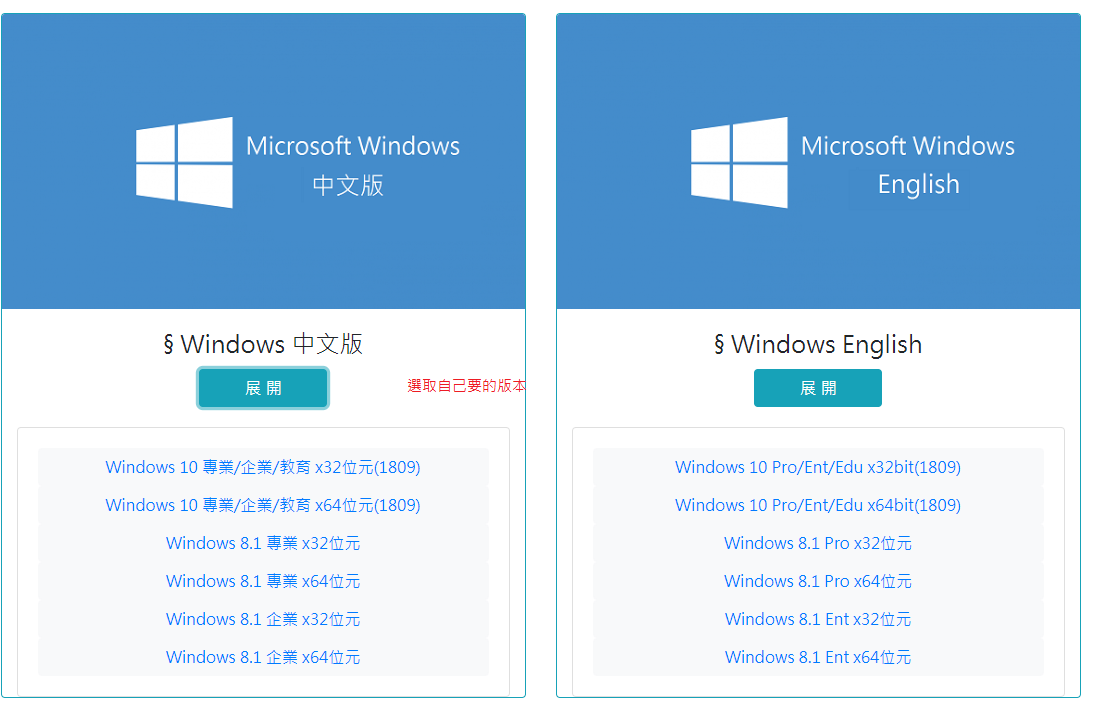 Microsoft Windows
中文版
§ Windows 中文版
展 開
選取自己要的版本
Windows 10 專業/企業/教育 x32位元(1809)
Windows 10 專業/企業/教育 x64位元(1809)
Windows 8.1 專業 x32位元
Windows 8.1 專業 x64位元
Windows 8.1 企業 x32位元
Windows 8.1 企業 x64位元
Microsoft Windows
English
§ Windows English
展 開
Windows 10 Pro/Ent/Edu x32bit(1809)
Windows 10 Pro/Ent/Edu x64bit(1809)
Windows 8.1 Pro x32位元
Windows 8.1 Pro x64位元
Windows 8.1 Ent x32位元
Windows 8.1 Ent x64位元